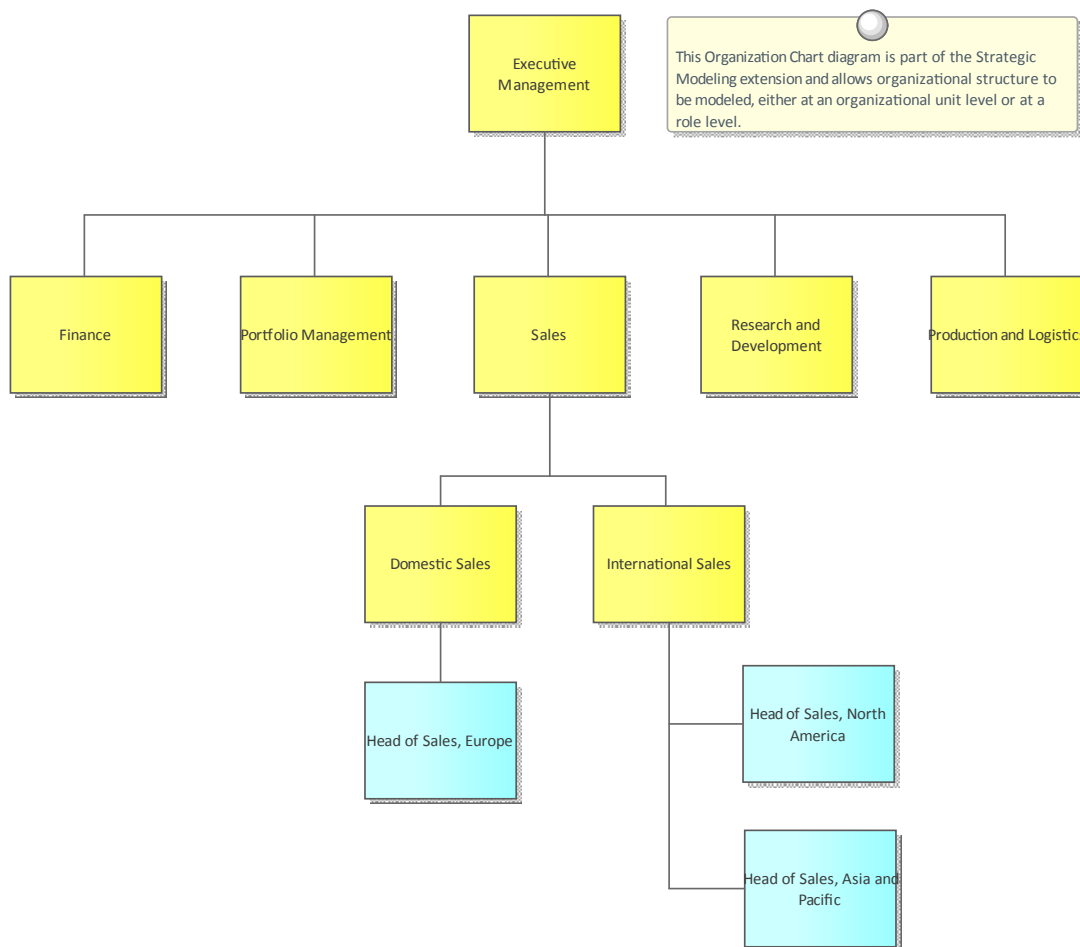 Executive
Management
This Organization Chart diagram is part of the Strategic
Modeling extension and allows organizational structure to
be modeled, either at an organizational unit level or at a
role level.
Finance
Portfolio Management
Sales
Research and
Development
Production and Logistics
Domestic Sales
International Sales
Head of Sales, Europe
Head of Sales, North
America
Head of Sales, Asia and
Pacific